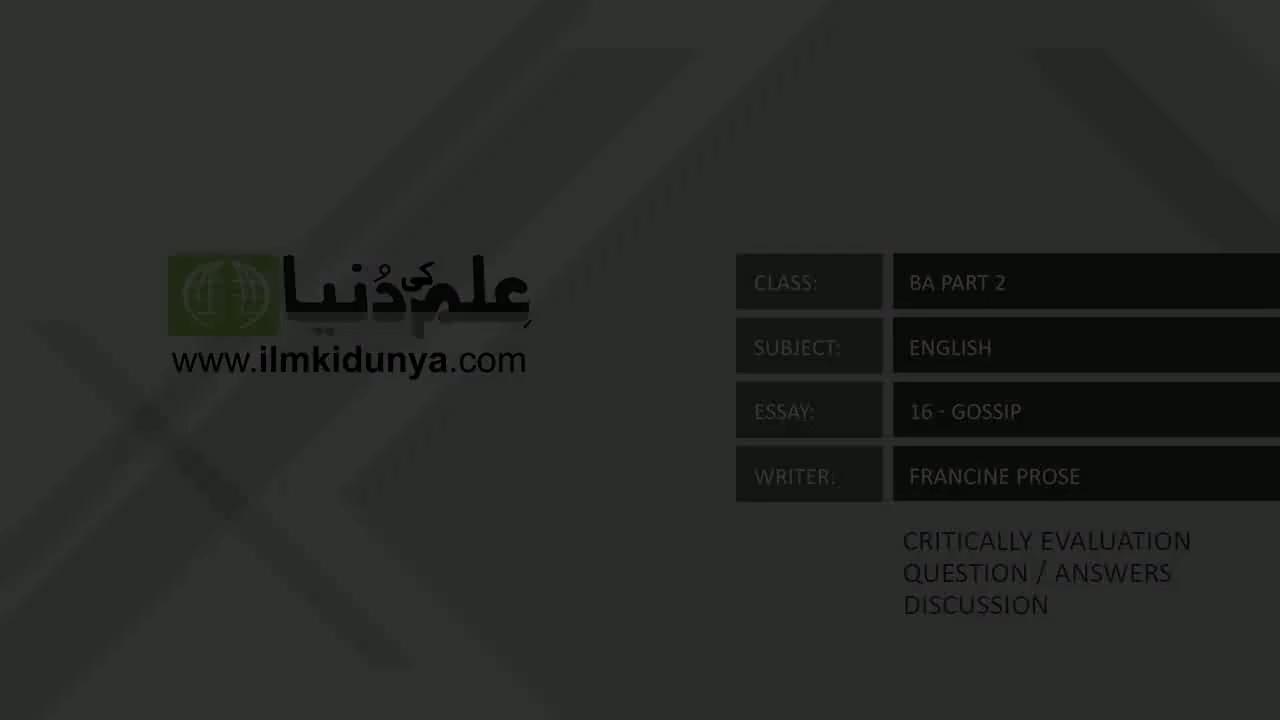 عِلم کی دُنیا
www.ilmkidunya.com
CLASS: BA PART 2
SUBJECT: ENGLISH
ESSAY: 16 - GOSSIP
WRITER: FRANCINE PROSE
CRITICALLY EVALUATION
QUESTION / ANSWERS
DISCUSSION